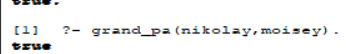 true.
[1]  ?- grand_pa(nikolay,moisey).
true